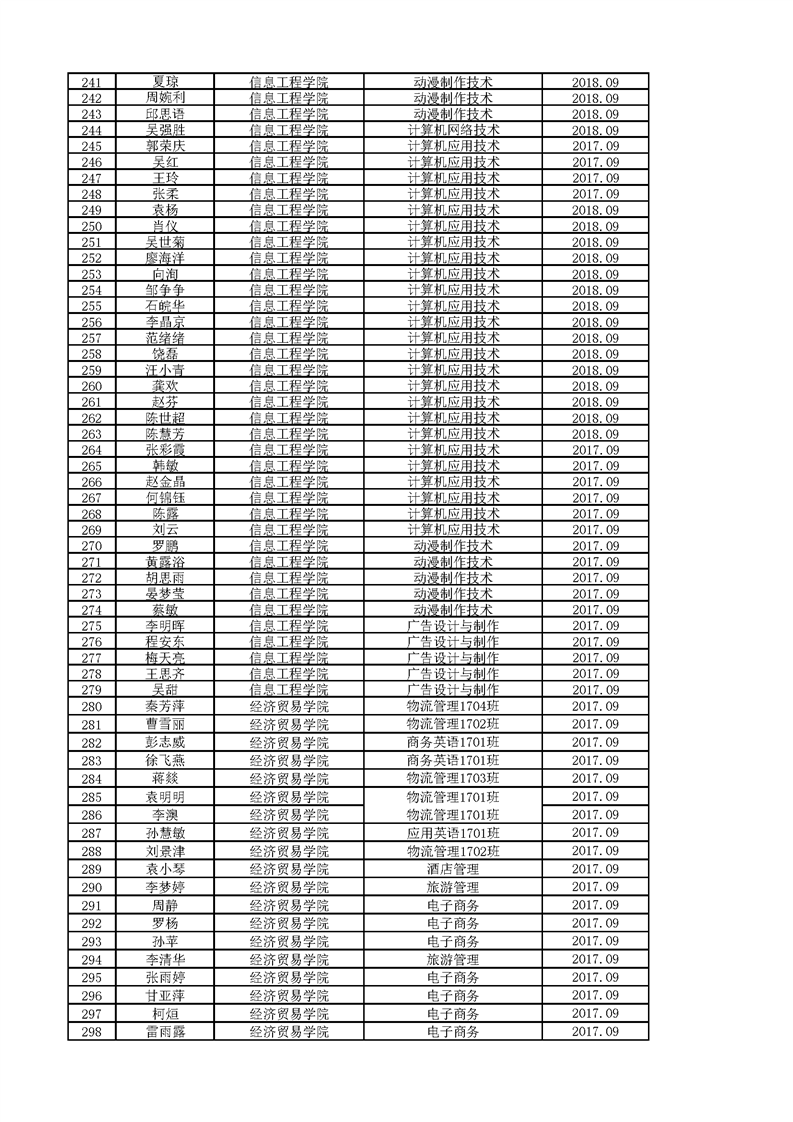 241 夏琼 信息工程学院 动漫制作技术 2018.09
242 周婉利 信息工程学院 动漫制作技术 2018.09
243 邱思语 信息工程学院 动漫制作技术 2018.09
244 吴强胜 信息工程学院 计算机网络技术 2018.09
245 郭荣庆 信息工程学院 计算机应用技术 2017.09
246 吴红 信息工程学院 计算机应用技术 2017.09
247 王玲 信息工程学院 计算机应用技术 2017.09
248 张柔 信息工程学院 计算机应用技术 2017.09
249 袁杨 信息工程学院 计算机应用技术 2018.09
250 肖仪 信息工程学院 计算机应用技术 2018.09
251 吴世菊 信息工程学院 计算机应用技术 2018.09
252 廖海洋 信息工程学院 计算机应用技术 2018.09
253 向洵 信息工程学院 计算机应用技术 2018.09
254 邹争争 信息工程学院 计算机应用技术 2018.09
255 石皖华 信息工程学院 计算机应用技术 2018.09
256 李晶京 信息工程学院 计算机应用技术 2018.09
257 范绪绪 信息工程学院 计算机应用技术 2018.09
258 饶磊 信息工程学院 计算机应用技术 2018.09
259 汪小青 信息工程学院 计算机应用技术 2018.09
260 龚欢 信息工程学院 计算机应用技术 2018.09
261 赵芬 信息工程学院 计算机应用技术 2018.09
262 陈世超 信息工程学院 计算机应用技术 2018.09
263 陈慧芳 信息工程学院 计算机应用技术 2018.09
264 张彩霞 信息工程学院 计算机应用技术 2017.09
265 韩敏 信息工程学院 计算机应用技术 2017.09
266 赵金晶 信息工程学院 计算机应用技术 2017.09
267 何锦钰 信息工程学院 计算机应用技术 2017.09
268 陈露 信息工程学院 计算机应用技术 2017.09
269 刘云 信息工程学院 计算机应用技术 2017.09
270 罗鹏 信息工程学院 动漫制作技术 2017.09
271 黄露浴 信息工程学院 动漫制作技术 2017.09
272 胡思雨 信息工程学院 动漫制作技术 2017.09
273 晏梦莹 信息工程学院 动漫制作技术 2017.09
274 蔡敏 信息工程学院 动漫制作技术 2017.09
275 李明晖 信息工程学院 广告设计与制作 2017.09
276 程安东 信息工程学院 广告设计与制作 2017.09
277 梅天亮 信息工程学院 广告设计与制作 2017.09
278 王思齐 信息工程学院 广告设计与制作 2017.09
279 吴甜 信息工程学院 广告设计与制作 2017.09
280 秦芳萍 经济贸易学院 物流管理1704班 2017.09
281 曹雪丽 经济贸易学院 物流管理1702班 2017.09
282 彭志威 经济贸易学院 商务英语1701班 2017.09
283 徐飞燕 经济贸易学院 商务英语1701班 2017.09
284 蒋燚 经济贸易学院 物流管理1703班 2017.09
285 袁明明 经济贸易学院 物流管理1701班 2017.09
286 李澳 经济贸易学院 物流管理1701班 2017.09
287 孙慧敏 经济贸易学院 应用英语1701班 2017.09
288 刘景津 经济贸易学院 物流管理1702班 2017.09
289 袁小琴 经济贸易学院 酒店管理 2017.09
290 李梦婷 经济贸易学院 旅游管理 2017.09
291 周静 经济贸易学院 电子商务 2017.09
292 罗杨 经济贸易学院 电子商务 2017.09
293 孙苹 经济贸易学院 电子商务 2017.09
294 李清华 经济贸易学院 旅游管理 2017.09
295 张雨婷 经济贸易学院 电子商务 2017.09
296 甘亚萍 经济贸易学院 电子商务 2017.09
297 柯烜 经济贸易学院 电子商务 2017.09
298 雷雨露 经济贸易学院 电子商务 2017.09